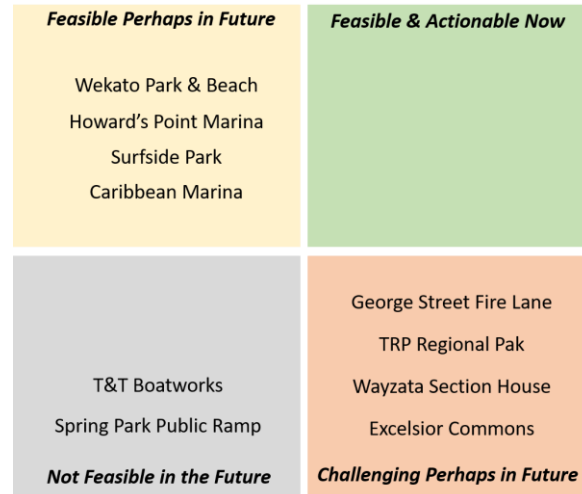 Feasible Perhaps in Future
Wekato Park & Beach
Howard's Point Marina
Surfside Park
Caribbean Marina
Feasible & Actionable Now
T&T Boatworks
Spring Park Public Ramp
Not Feasible in the Future
George Street Fire Lane
TRP Regional Pak
Wayzata Section House
Excelsior Commons
Challenging Perhaps in Future